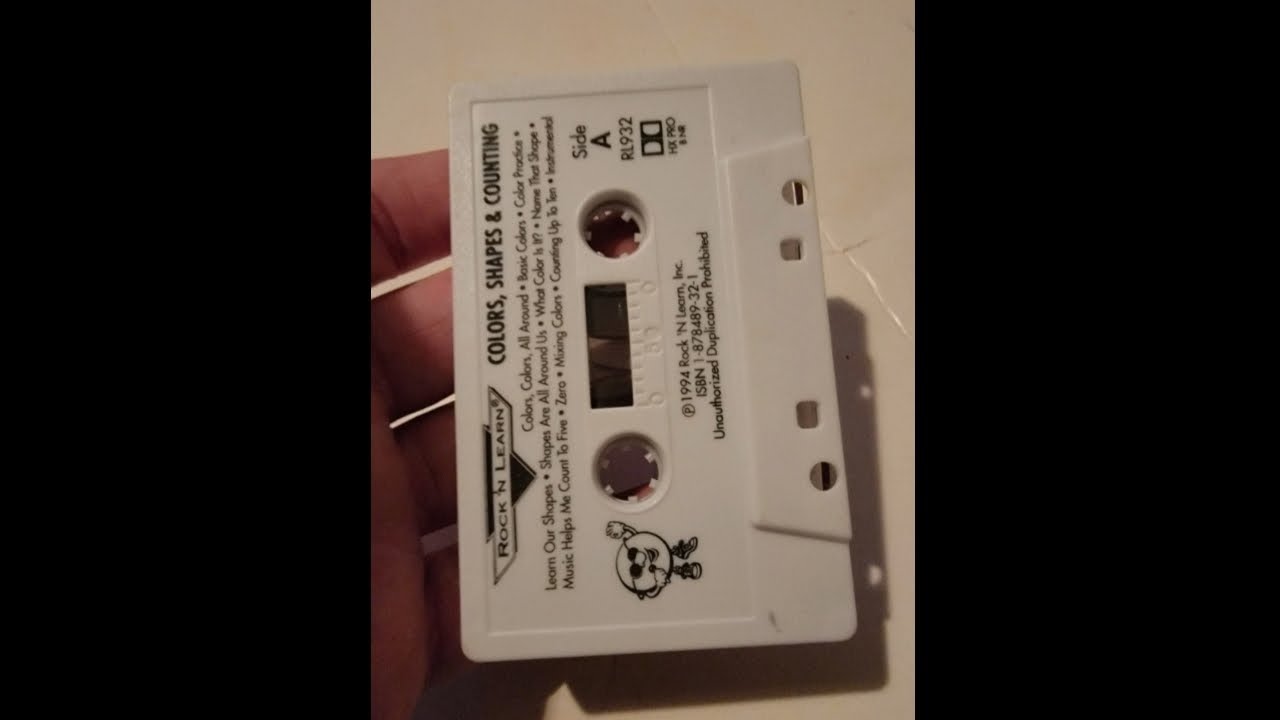 ROCK 'N LEARN®
COLORS, SHAPES & COUNTING
Colors, Colors, All Around • Basic Colors • Color Practice •
Learn Our Shapes • Shapes Are All Around Us • What Color Is It? • Name That Shape •
Music Helps Me Count To Five • Zero • Mixing Colors • Counting Up To Ten • Instrumental
Side
A
RL932
HX PRO
B NR
℗1994 Rock 'N Learn, Inc.
ISBN 1-878489-32-1
Unauthorized Duplication Prohibited